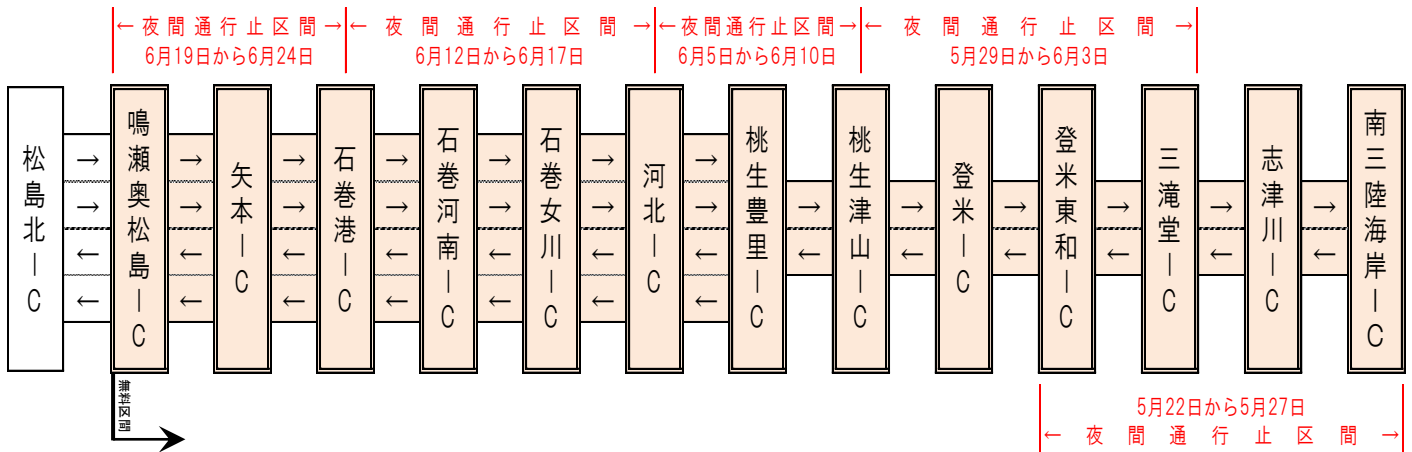 ←夜間通行止区間→
6月19日から6月24日
←夜間通行止区間→
6月12日から6月17日
←夜間通行止区間→
6月5日から6月10日
←夜間通行止区間→
5月29日から6月3日
松島北IC
鳴瀬奥松島IC
矢本IC
石巻港IC
石巻河南IC
石巻女川IC
河北IC
桃生豊里IC
桃生津山IC
登米IC
登米東和IC
三滝堂IC
志津川IC
南三陸海岸IC
無料区間
5月22日から5月27日
←夜間通行止区間→